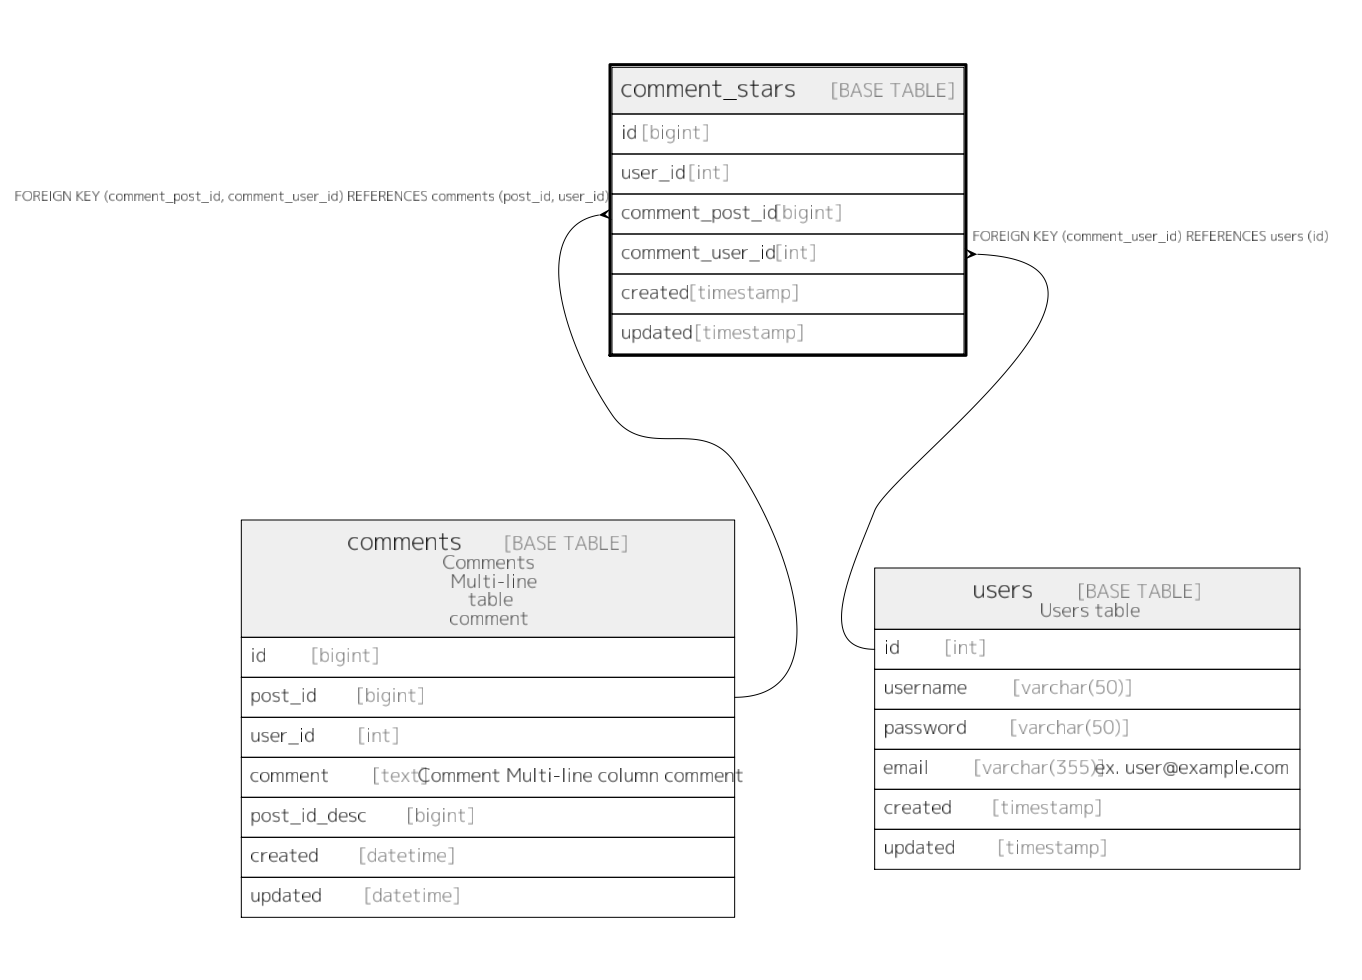 comment_stars [BASE TABLE]
id [bigint]
user_id [int]
FOREIGN KEY (comment_post_id, comment_user_id) REFERENCES comments (post_id, user_id)
comment_post_id [bigint]
FOREIGN KEY (comment_user_id) REFERENCES users (id)
comment_user_id [int]
created [timestamp]
updated [timestamp]
comments [BASE TABLE]
Comments
Multi-line
table
comment
id [bigint]
post_id [bigint]
user_id [int]
comment [text] Comment Multi-line column comment
post_id_desc [bigint]
created [datetime]
updated [datetime]
users [BASE TABLE]
Users table
id [int]
username [varchar(50)]
password [varchar(50)]
email [varchar(355)] ex. user@example.com
created [timestamp]
updated [timestamp]